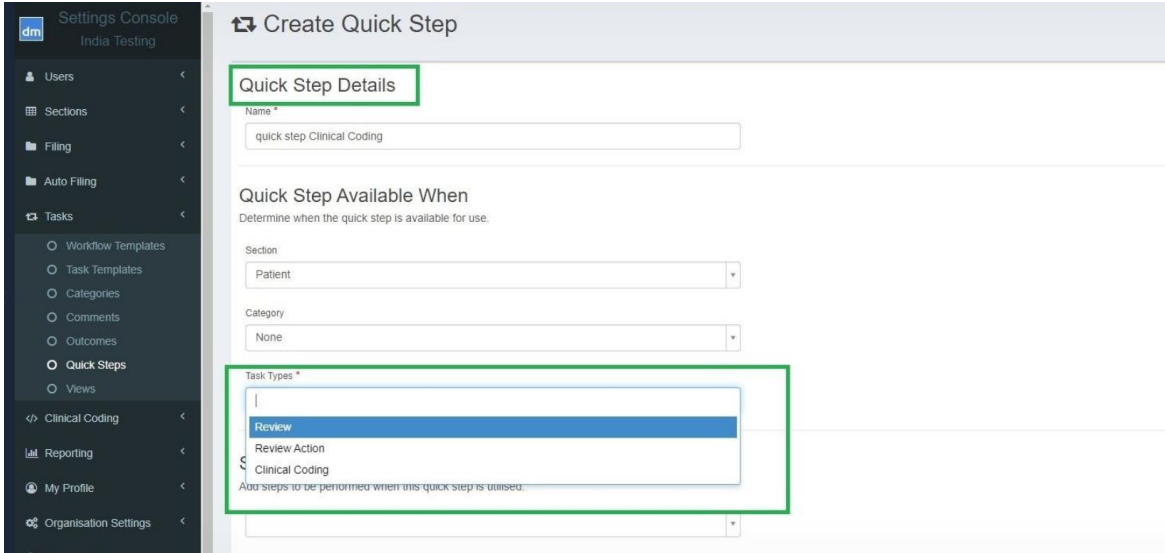 dm
Settings Console
India Testing
Users
Sections
Filing
Auto Filing
Tasks
Workflow Templates
Task Templates
Categories
Comments
Outcomes
Quick Steps
Views
Clinical Coding
Reporting
My Profile
Organisation Settings
Create Quick Step
Quick Step Details
Name *
quick step Clinical Coding
Quick Step Available When
Determine when the quick step is available for use.
Section
Patient
Category
None
Task Types *
Review
Review Action
Clinical Coding
Add steps to be performed when this quick step is utilised.